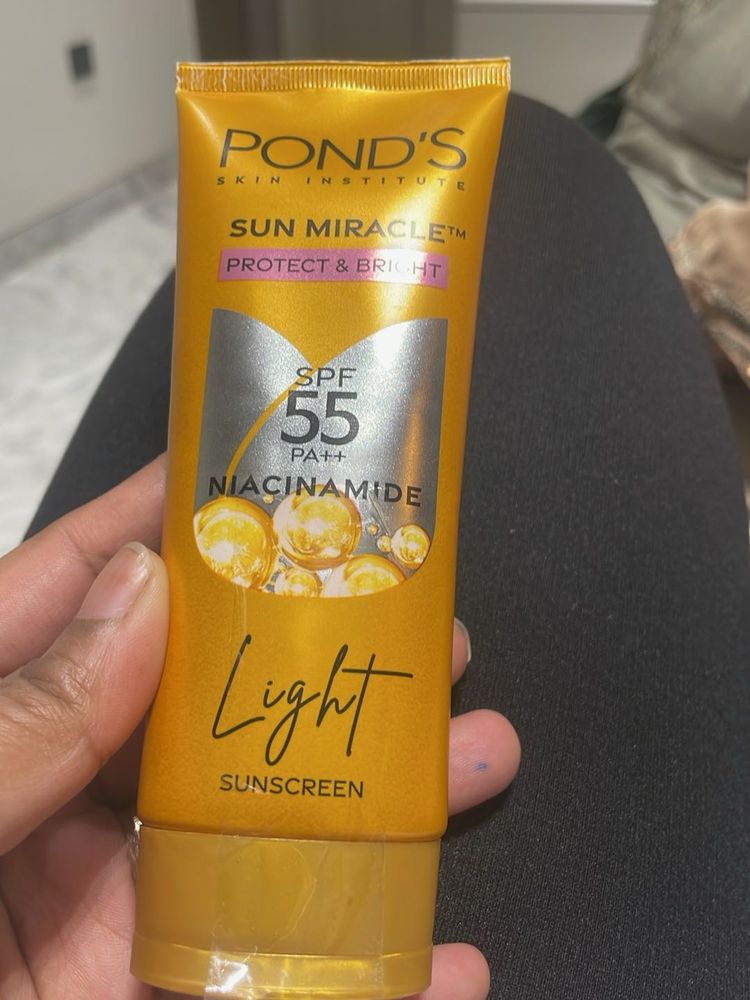 POND'S
SKIN INSTITUTE
SUN MIRACLE™
PROTECT & BRIGHT
SPF
55
PA++
NIACINAMIDE
Light
SUNSCREEN